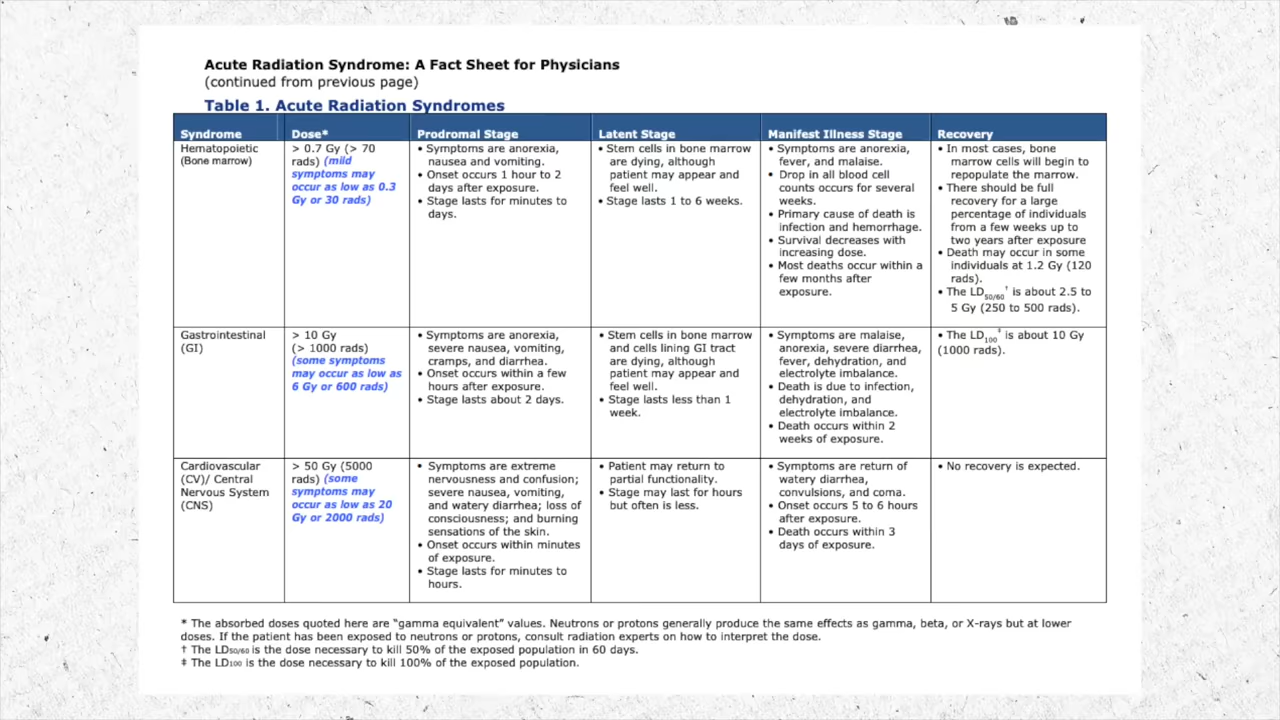 Acute Radiation Syndrome: A Fact Sheet for Physicians
(continued from previous page)
Table 1. Acute Radiation Syndromes
Syndrome
Dose*
Prodromal Stage
Latent Stage
Manifest Illness Stage
Recovery
Hematopoietic
(Bone marrow)
> 0.7 Gy (> 70
rads) (mild
symptoms may
occur as low as 0.3
Gy or 30 rads)
• Symptoms are anorexia,
nausea and vomiting.
• Onset occurs 1 hour to 2
days after exposure.
• Stage lasts for minutes to
days.
• Stem cells in bone marrow
are dying, although
patient may appear and
feel well.
• Stage lasts 1 to 6 weeks.
• Symptoms are anorexia,
fever, and malaise.
• Drop in all blood cell
counts occurs for several
weeks.
• Primary cause of death is
infection and hemorrhage.
• Survival decreases with
increasing dose.
• Most deaths occur within a
few months after
exposure.
• In most cases, bone
marrow cells will begin to
repopulate the marrow.
• There should be full
recovery for a large
percentage of individuals
from a few weeks up to
two years after exposure
• Death may occur in some
individuals at 1.2 Gy (120
rads).
• The LD50/60† is about 2.5 to
5 Gy (250 to 500 rads).
Gastrointestinal
(GI)
> 10 Gy
(> 1000 rads)
(some symptoms
may occur as low as
6 Gy or 600 rads)
• Symptoms are anorexia,
severe nausea, vomiting,
cramps, and diarrhea.
• Onset occurs within a few
hours after exposure.
• Stage lasts about 2 days.
• Stem cells in bone marrow
and cells lining GI tract
are dying, although
patient may appear and
feel well.
• Stage lasts less than 1
week.
• Symptoms are malaise,
anorexia, severe diarrhea,
fever, dehydration, and
electrolyte imbalance.
• Death is due to infection,
dehydration, and
electrolyte imbalance.
• Death occurs within 2
weeks of exposure.
• The LD100‡ is about 10 Gy
(1000 rads).
Cardiovascular
(CV)/ Central
Nervous System
(CNS)
> 50 Gy (5000
rads) (some
symptoms may
occur as low as 20
Gy or 2000 rads)
• Symptoms are extreme
nervousness and confusion;
severe nausea, vomiting,
and watery diarrhea; loss of
consciousness; and burning
sensations of the skin.
• Onset occurs within minutes
of exposure.
• Stage lasts for minutes to
hours.
• Patient may return to
partial functionality.
• Stage may last for hours
but often is less.
• Symptoms are return of
watery diarrhea,
convulsions, and coma.
• Onset occurs 5 to 6 hours
after exposure.
• Death occurs within 3
days of exposure.
• No recovery is expected.
* The absorbed doses quoted here are “gamma equivalent” values. Neutrons or protons generally produce the same effects as gamma, beta, or X-rays but at lower
doses. If the patient has been exposed to neutrons or protons, consult radiation experts on how to interpret the dose.
† The LD50/60 is the dose necessary to kill 50% of the exposed population in 60 days.
‡ The LD100 is the dose necessary to kill 100% of the exposed population.